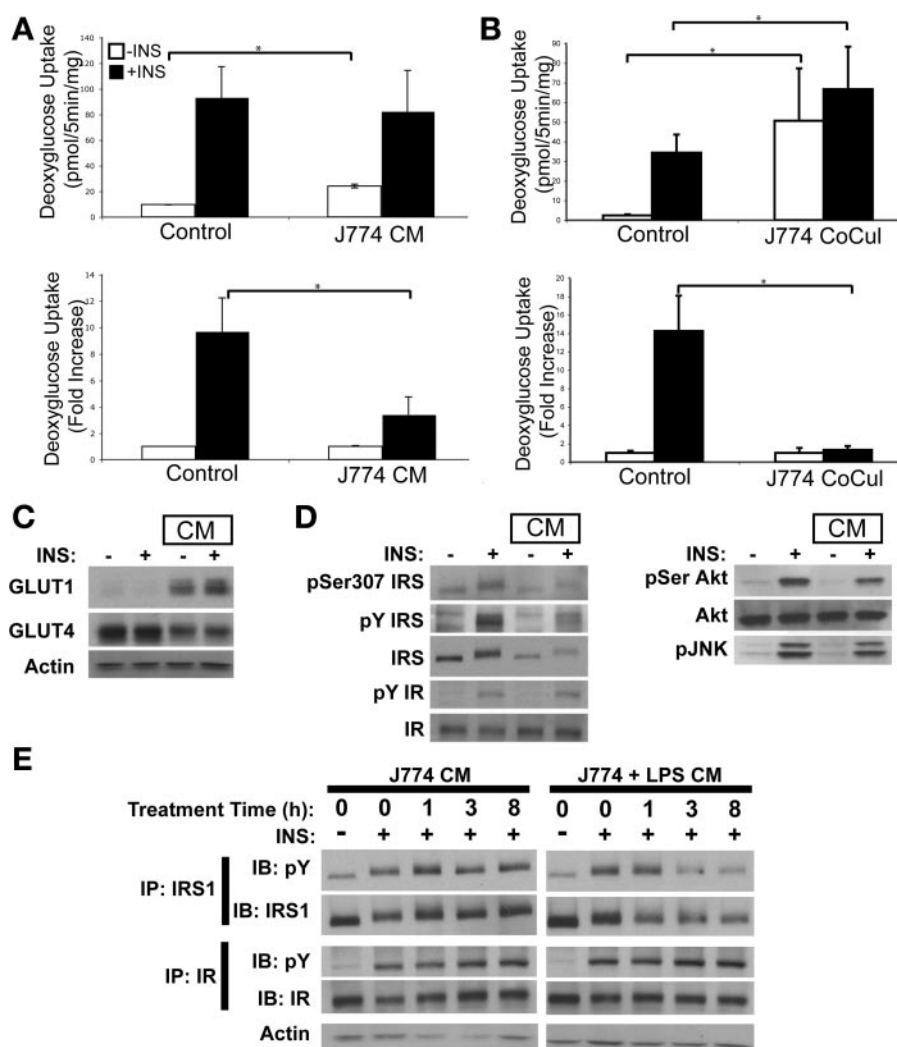 A
-INS
+INS
*
Deoxyglucose Uptake
(pmol/5min/mg)
120
100
80
60
40
20
0
Control J774 CM
Deoxyglucose Uptake
(Fold Increase)
*
14
12
10
8
6
4
2
0
Control J774 CM
B
*
*
Deoxyglucose Uptake
(pmol/5min/mg)
90
80
70
60
50
40
30
20
10
0
Control J774 CoCul
Deoxyglucose Uptake
(Fold Increase)
*
20
18
16
14
12
10
8
6
4
2
0
Control J774 CoCul
C
CM
INS: - + - +
GLUT1
GLUT4
Actin
D
CM
INS: - + - +
pSer307 IRS
pY IRS
IRS
pY IR
IR
CM
INS: - + - +
pSer Akt
Akt
pJNK
E
J774 CM J774 + LPS CM
Treatment Time (h): 0 0 1 3 8 0 0 1 3 8
INS: - + + + + - + + + +
IP: IRS1
IB: pY
IB: IRS1
IP: IR
IB: pY
IB: IR
Actin